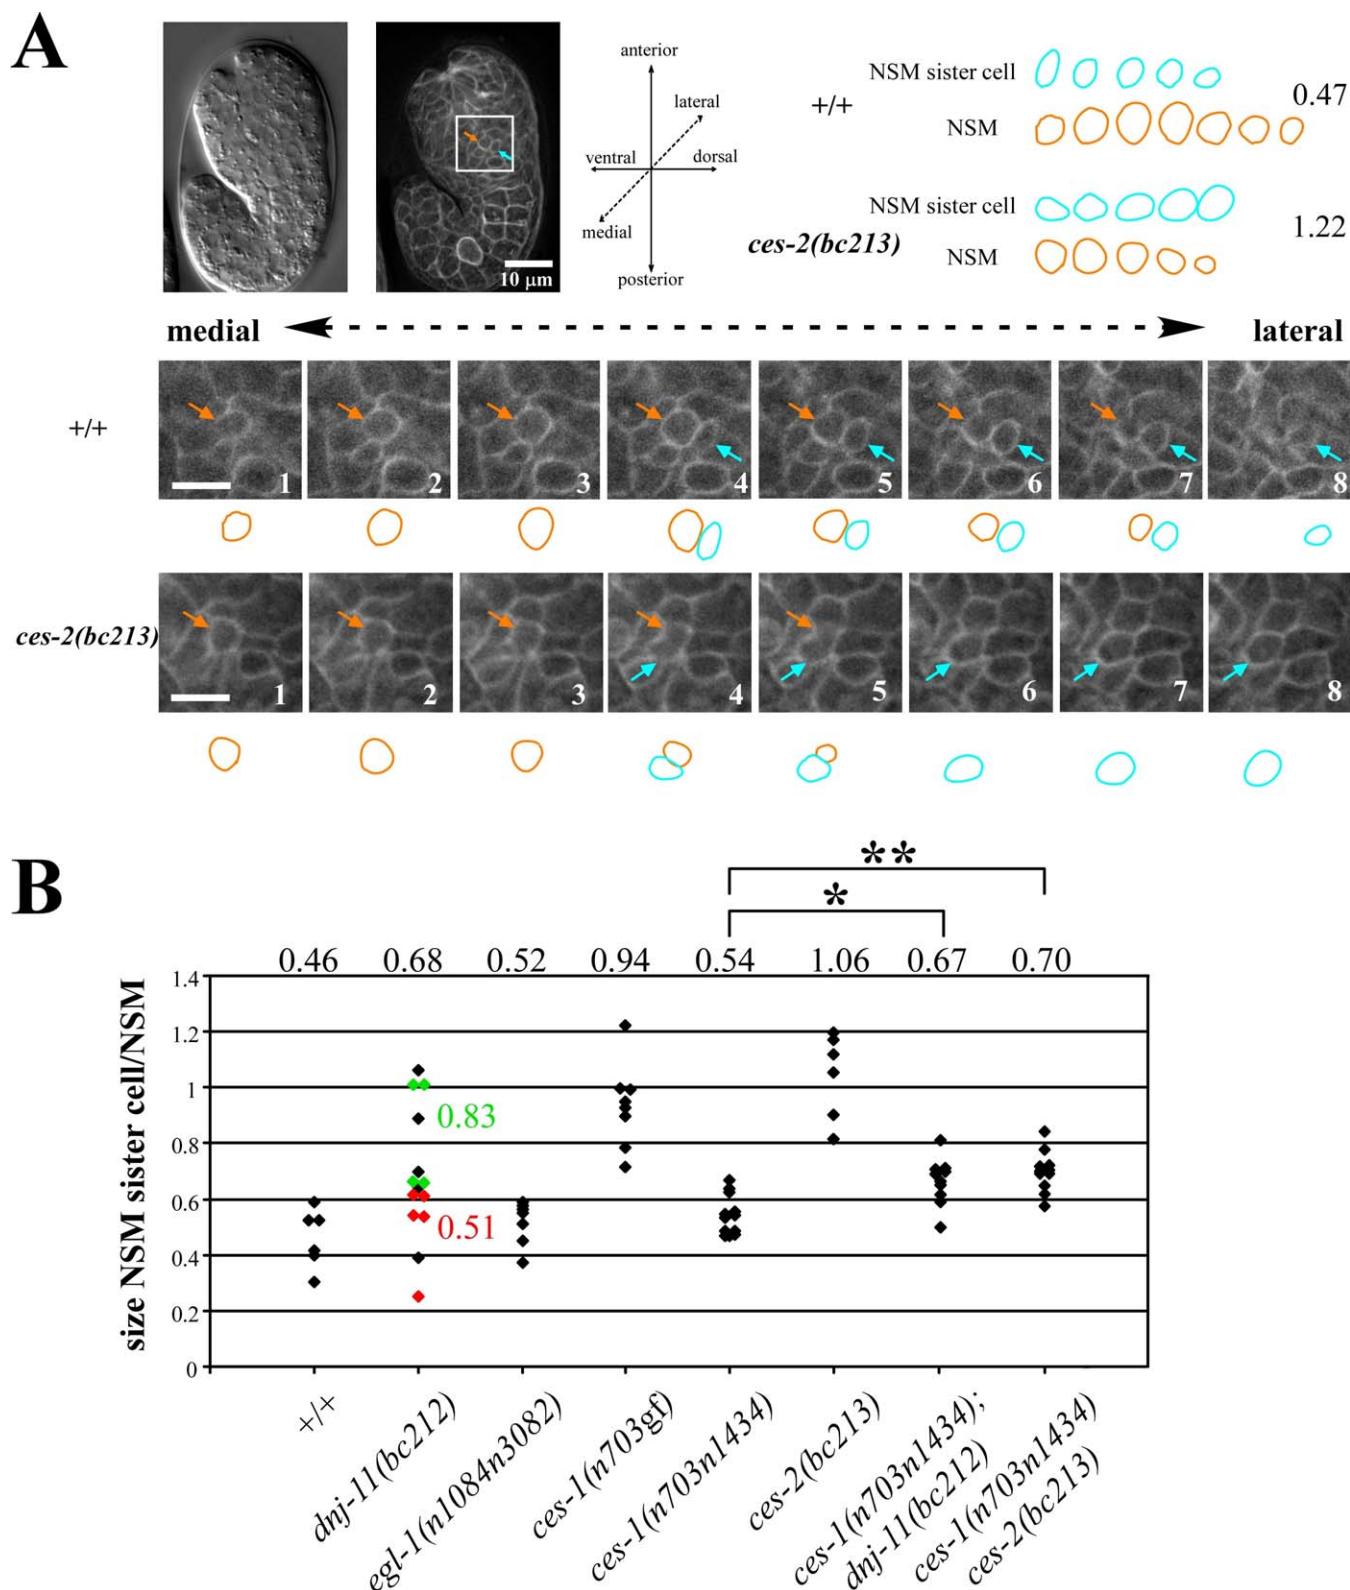 A
anterior
lateral
ventral
dorsal
medial
posterior
10 μm
+/+
NSM sister cell
NSM
0.47
ces-2(bc213)
NSM sister cell
NSM
1.22
medial
lateral
+/+
1 2 3 4 5 6 7 8
ces-2(bc213)
1 2 3 4 5 6 7 8
B
**
*
0.46 0.68 0.52 0.94 0.54 1.06 0.67 0.70
size NSM sister cell/NSM
1.4
1.2
1
0.8
0.6
0.4
0.2
0
0.83
0.51
+/+
dnj-11(bc212)
egl-1(n1084n3082)
ces-1(n703gf)
ces-1(n703n1434)
ces-2(bc213)
ces-1(n703n1434);
dnj-11(bc212)
ces-1(n703n1434)
ces-2(bc213)